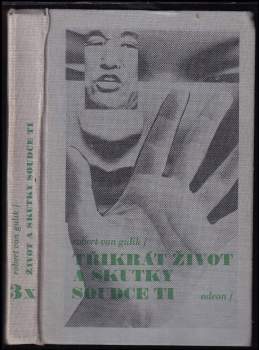 robert van gulik /
ŽIVOT A SKUTKY SOUDCE TI
3x
robert van gulik /
TŘIKRÁT ŽIVOT
A SKUTKY
SOUDCE TI
odeon /